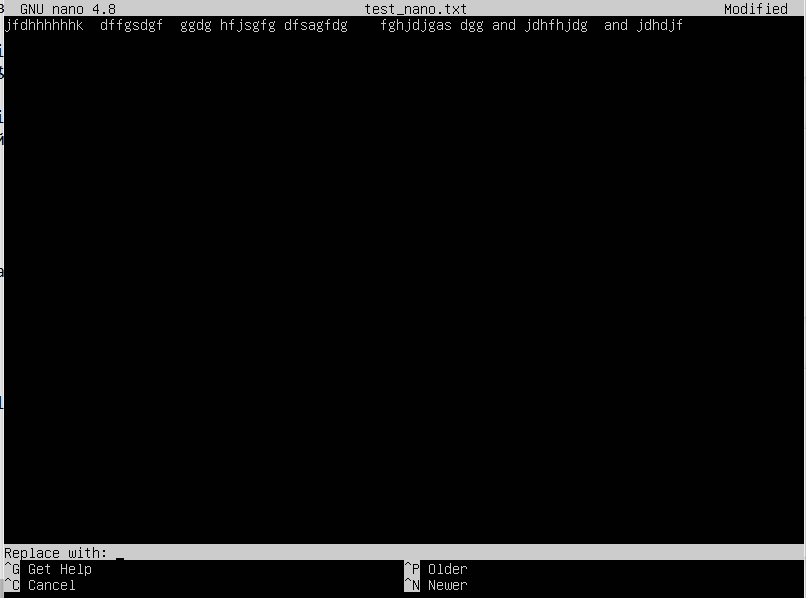 GNU nano 4.8 test_nano.txt Modified
jfdhhhhhhk dffgsdgf ggdg hfjsgfg dfsagfdg fghjdjgas dgg and jdhfhjdg and jdhdjf
Replace with: _
^G Get Help ^P Older
^C Cancel ^N Newer